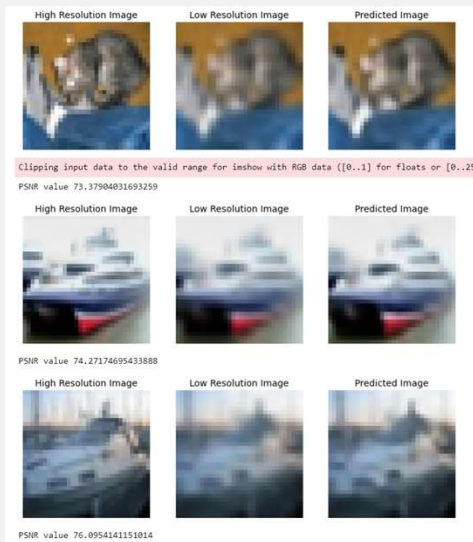 High Resolution Image Low Resolution Image Predicted Image
Clipping input data to the valid range for imshow with RGB data ([0..1] for floats or [0..25
PSNR value 73.37904031693259
High Resolution Image Low Resolution Image Predicted Image
PSNR value 74.27174695433888
High Resolution Image Low Resolution Image Predicted Image
PSNR value 76.0954141151014